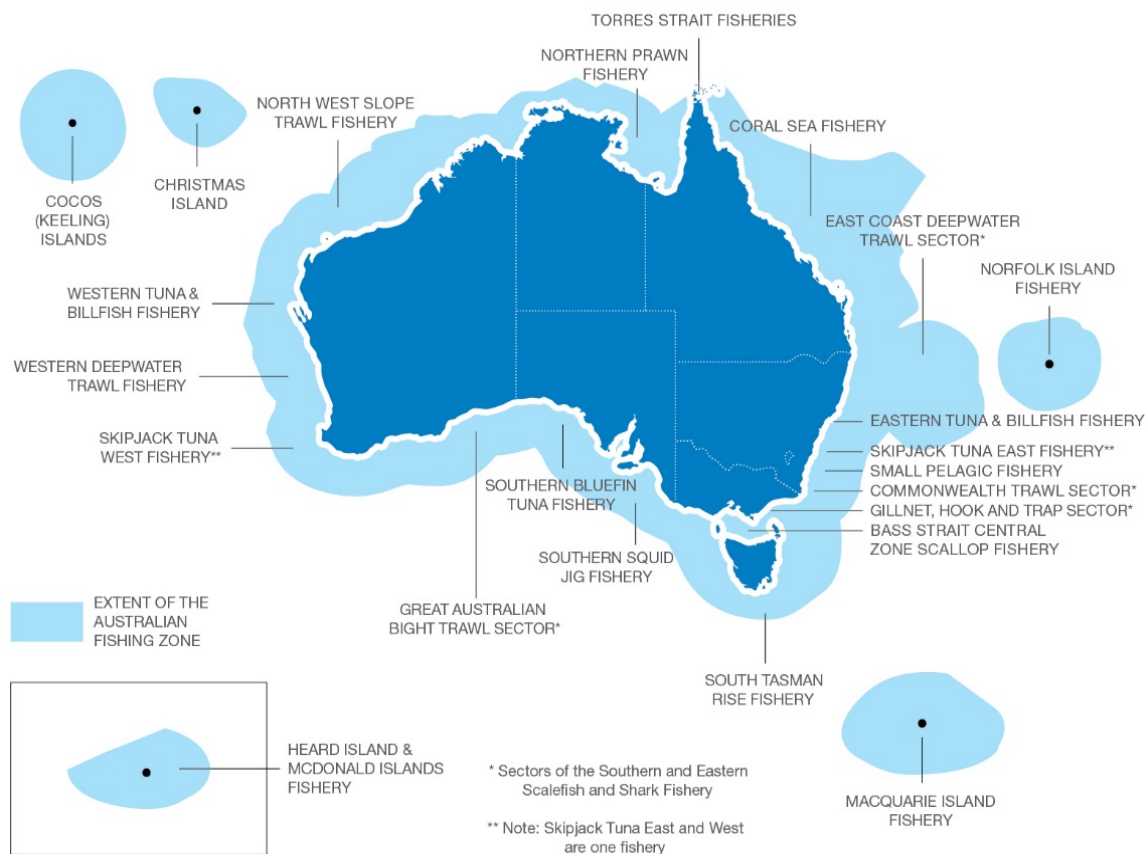 TORRES STRAIT FISHERIES
NORTHERN PRAWN
FISHERY
NORTH WEST SLOPE
TRAWL FISHERY
CORAL SEA FISHERY
CHRISTMAS
ISLAND
COCOS
(KEELING)
ISLANDS
EAST COAST DEEPWATER
TRAWL SECTOR*
NORFOLK ISLAND
FISHERY
WESTERN TUNA &
BILLFISH FISHERY
WESTERN DEEPWATER
TRAWL FISHERY
SKIPJACK TUNA
WEST FISHERY**
EASTERN TUNA & BILLFISH FISHERY
SKIPJACK TUNA EAST FISHERY**
SMALL PELAGIC FISHERY
COMMONWEALTH TRAWL SECTOR*
GILLNET, HOOK AND TRAP SECTOR*
BASS STRAIT CENTRAL
ZONE SCALLOP FISHERY
SOUTHERN BLUEFIN
TUNA FISHERY
SOUTHERN SQUID
JIG FISHERY
GREAT AUSTRALIAN
BIGHT TRAWL SECTOR*
EXTENT OF THE
AUSTRALIAN
FISHING ZONE
SOUTH TASMAN
RISE FISHERY
HEARD ISLAND &
MCDONALD ISLANDS
FISHERY
* Sectors of the Southern and Eastern
Scalefish and Shark Fishery
** Note: Skipjack Tuna East and West
are one fishery
MACQUARIE ISLAND
FISHERY